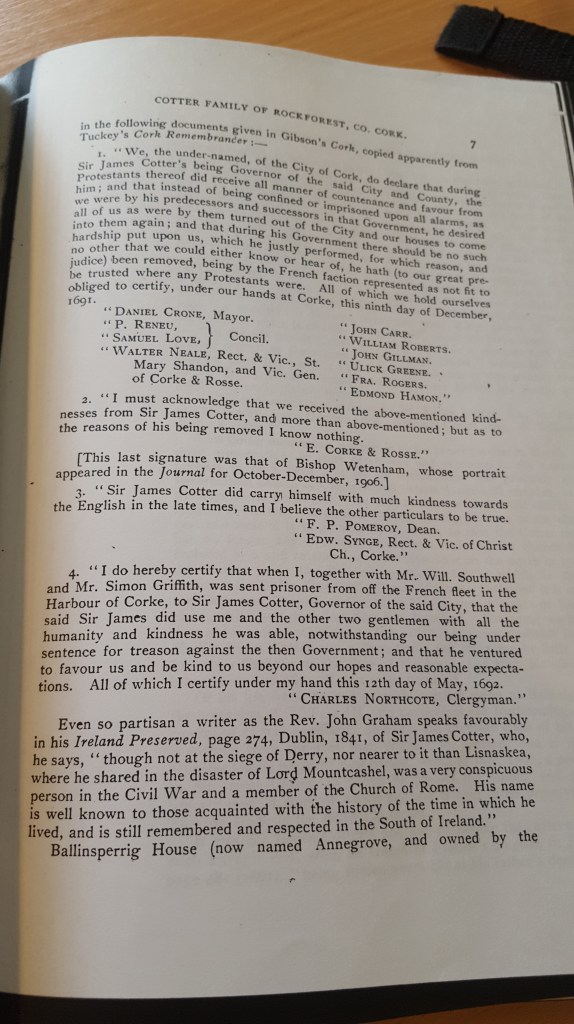 COTTER FAMILY OF ROCKFOREST, CO. CORK. 7
in the following documents given in Gibson's Cork, copied apparently from
Tuckey's Cork Remembrancer :—
1. "We, the under-named, of the City of Cork, do declare that during
Sir James Cotter's being Governor of the said City and County, the
Protestants thereof did receive all manner of countenance and favour from
him; and that instead of being confined or imprisoned upon all alarms, as
we were by his predecessors and successors in that Government, he desired
all of us as were by them turned out of the City and our houses to come
into them again; and that during his Government there should be no such
hardship put upon us, which he justly performed, for which reason, and
no other that we could either know or hear of, he hath (to our great pre-
judice) been removed, being by the French faction represented as not fit to
be trusted where any Protestants were. All of which we hold ourselves
obliged to certify, under our hands at Corke, this ninth day of December,
1691.
"DANIEL CRONE, Mayor.
"P. RENEU,
"SAMUEL LOVE, } Concil.
"WALTER NEALE, Rect. & Vic., St.
Mary Shandon, and Vic. Gen.
of Corke & Rosse.
"JOHN CARR.
"WILLIAM ROBERTS.
"JOHN GILLMAN.
"ULICK GREENE.
"FRA. ROGERS.
"EDMOND HAMON."
2. "I must acknowledge that we received the above-mentioned kind-
nesses from Sir James Cotter, and more than above-mentioned; but as to
the reasons of his being removed I know nothing.
"E. CORKE & ROSSE."
[This last signature was that of Bishop Wetenham, whose portrait
appeared in the Journal for October-December, 1906.]
3. "Sir James Cotter did carry himself with much kindness towards
the English in the late times, and I believe the other particulars to be true.
"F. P. POMEROY, Dean.
"EDW. SYNGE, Rect. & Vic. of Christ
Ch., Corke."
4. "I do hereby certify that when I, together with Mr. Will. Southwell
and Mr. Simon Griffith, was sent prisoner from off the French fleet in the
Harbour of Corke, to Sir James Cotter, Governor of the said City, that the
said Sir James did use me and the other two gentlemen with all the
humanity and kindness he was able, notwithstanding our being under
sentence for treason against the then Government; and that he ventured
to favour us and be kind to us beyond our hopes and reasonable expecta-
tions. All of which I certify under my hand this 12th day of May, 1692.
"CHARLES NORTHCOTE, Clergyman."
Even so partisan a writer as the Rev. John Graham speaks favourably
in his Ireland Preserved, page 274, Dublin, 1841, of Sir James Cotter, who,
he says, "though not at the siege of Derry, nor nearer to it than Lisnaskea,
where he shared in the disaster of Lord Mountcashel, was a very conspicuous
person in the Civil War and a member of the Church of Rome. His name
is well known to those acquainted with the history of the time in which he
lived, and is still remembered and respected in the South of Ireland."
Ballinsperrig House (now named Annegrove, and owned by the